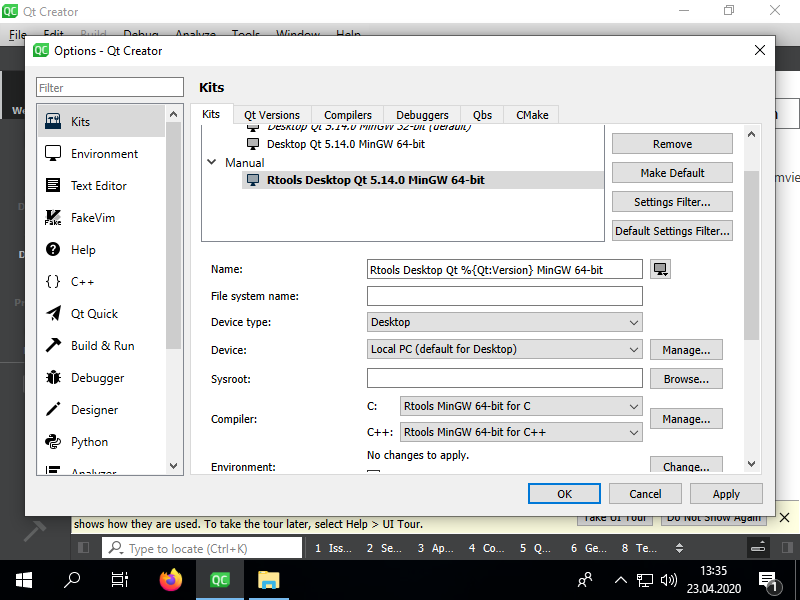 Qt Creator
File Edit Build Debug Analyze Tools Window Help
Options - Qt Creator
Filter
Kits
Environment
Text Editor
FakeVim
Help
C++
Qt Quick
Build & Run
Debugger
Designer
Python
Analyzer
Kits
Kits Qt Versions Compilers Debuggers Qbs CMake
Desktop Qt 5.14.0 MinGW 32-bit (default)
Desktop Qt 5.14.0 MinGW 64-bit
Manual
Rtools Desktop Qt 5.14.0 MinGW 64-bit
Remove
Make Default
Settings Filter...
Default Settings Filter...
Name: Rtools Desktop Qt %{Qt:Version} MinGW 64-bit
File system name:
Device type: Desktop
Device: Local PC (default for Desktop) Manage...
Sysroot: Browse...
Compiler: C: Rtools MinGW 64-bit for C Manage...
C++: Rtools MinGW 64-bit for C++
Environment: No changes to apply. Change...
OK Cancel Apply
shows how they are used. To take the tour later, select Help > UI Tour. Take UI Tour Do Not Show Again
Type to locate (Ctrl+K) 1 Iss... 2 Se... 3 Ap... 4 Co... 5 Q... 6 Ge... 8 Te...
QC
13:35
23.04.2020
1